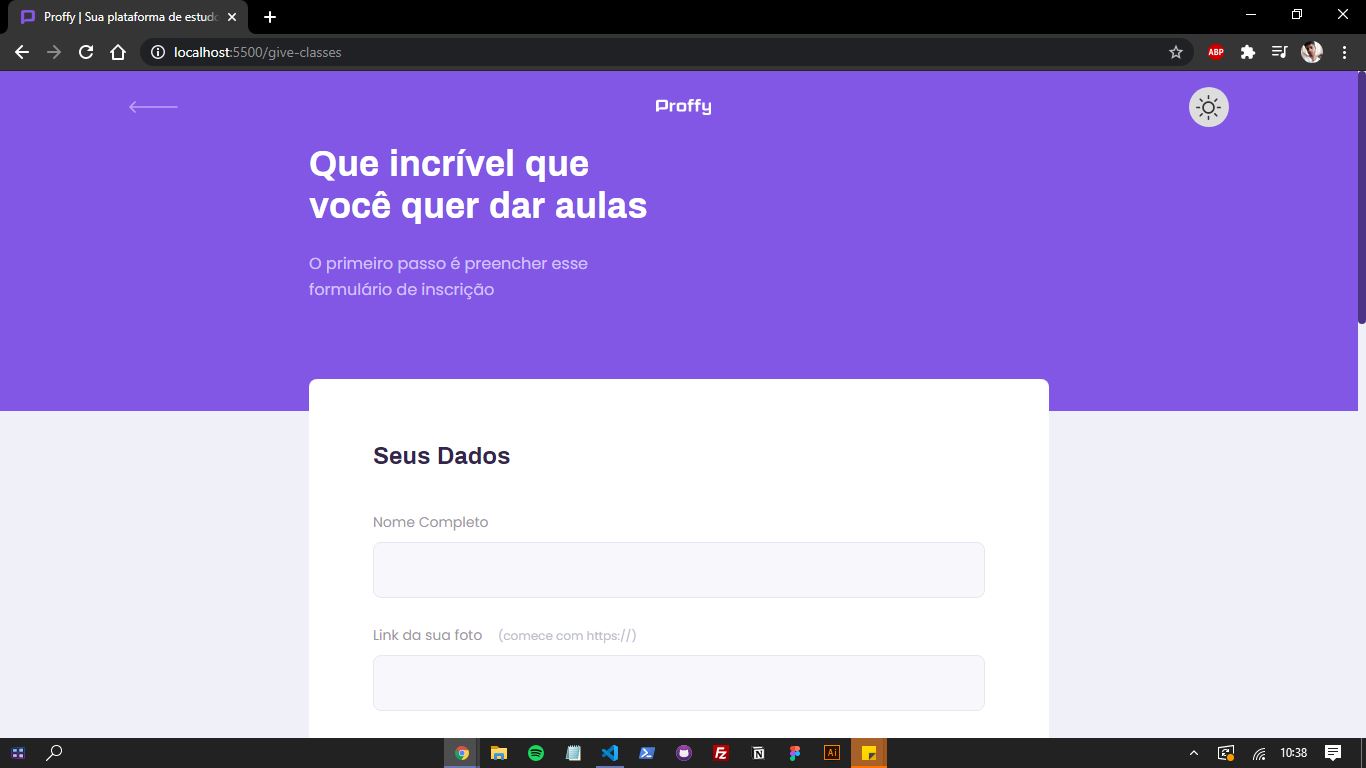 Proffy | Sua plataforma de estud
localhost:5500/give-classes
ABP
Proffy
Que incrível que
você quer dar aulas
O primeiro passo é preencher esse
formulário de inscrição
Seus Dados
Nome Completo
Link da sua foto (comece com https://)
Fz
N
Ai
10:38